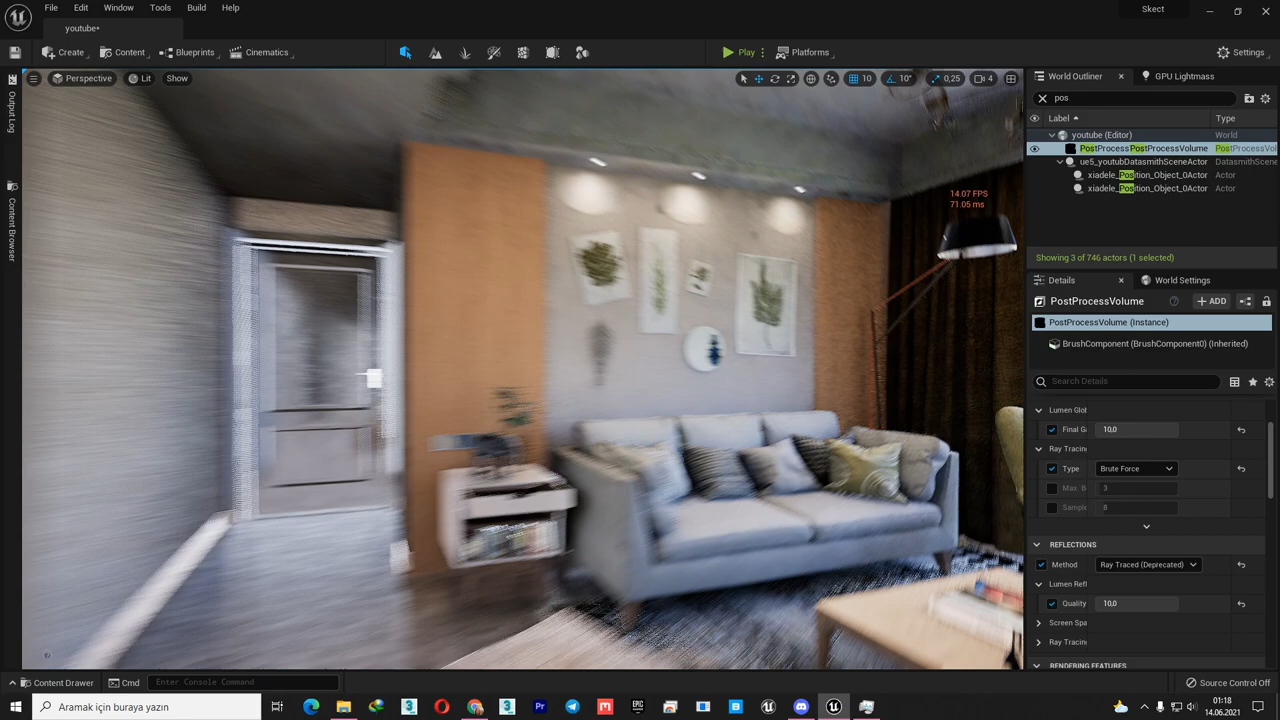 File Edit Window Tools Build Help
Skect
youtube*
Create Content Blueprints Cinematics Play Platforms Settings
Perspective Lit Show
10 10° 0,25 4
World Outliner GPU Lightmass
pos
Label Type
youtube (Editor) World
PostProcessPostProcessVolume PostProcessVol
ue5_youtubDatasmithSceneActor DatasmithScene
xiadele_Position_Object_0Actor Actor
xiadele_Position_Object_0Actor Actor
Showing 3 of 746 actors (1 selected)
Output Log
Content Browser
14.07 FPS
71.05 ms
Details World Settings
PostProcessVolume ADD
PostProcessVolume (Instance)
BrushComponent (BrushComponent0) (Inherited)
Search Details
Lumen Glol
Final Ga 10,0
Ray Tracin
Type Brute Force
Max. B 3
Sample 8
REFLECTIONS
Method Ray Traced (Deprecated)
Lumen Refl
Quality 10,0
Screen Spa
Ray Tracin
RENDERING FEATURES
Content Drawer Cmd Enter Console Command Source Control Off
Aramak için buraya yazın
01:18
14.06.2021